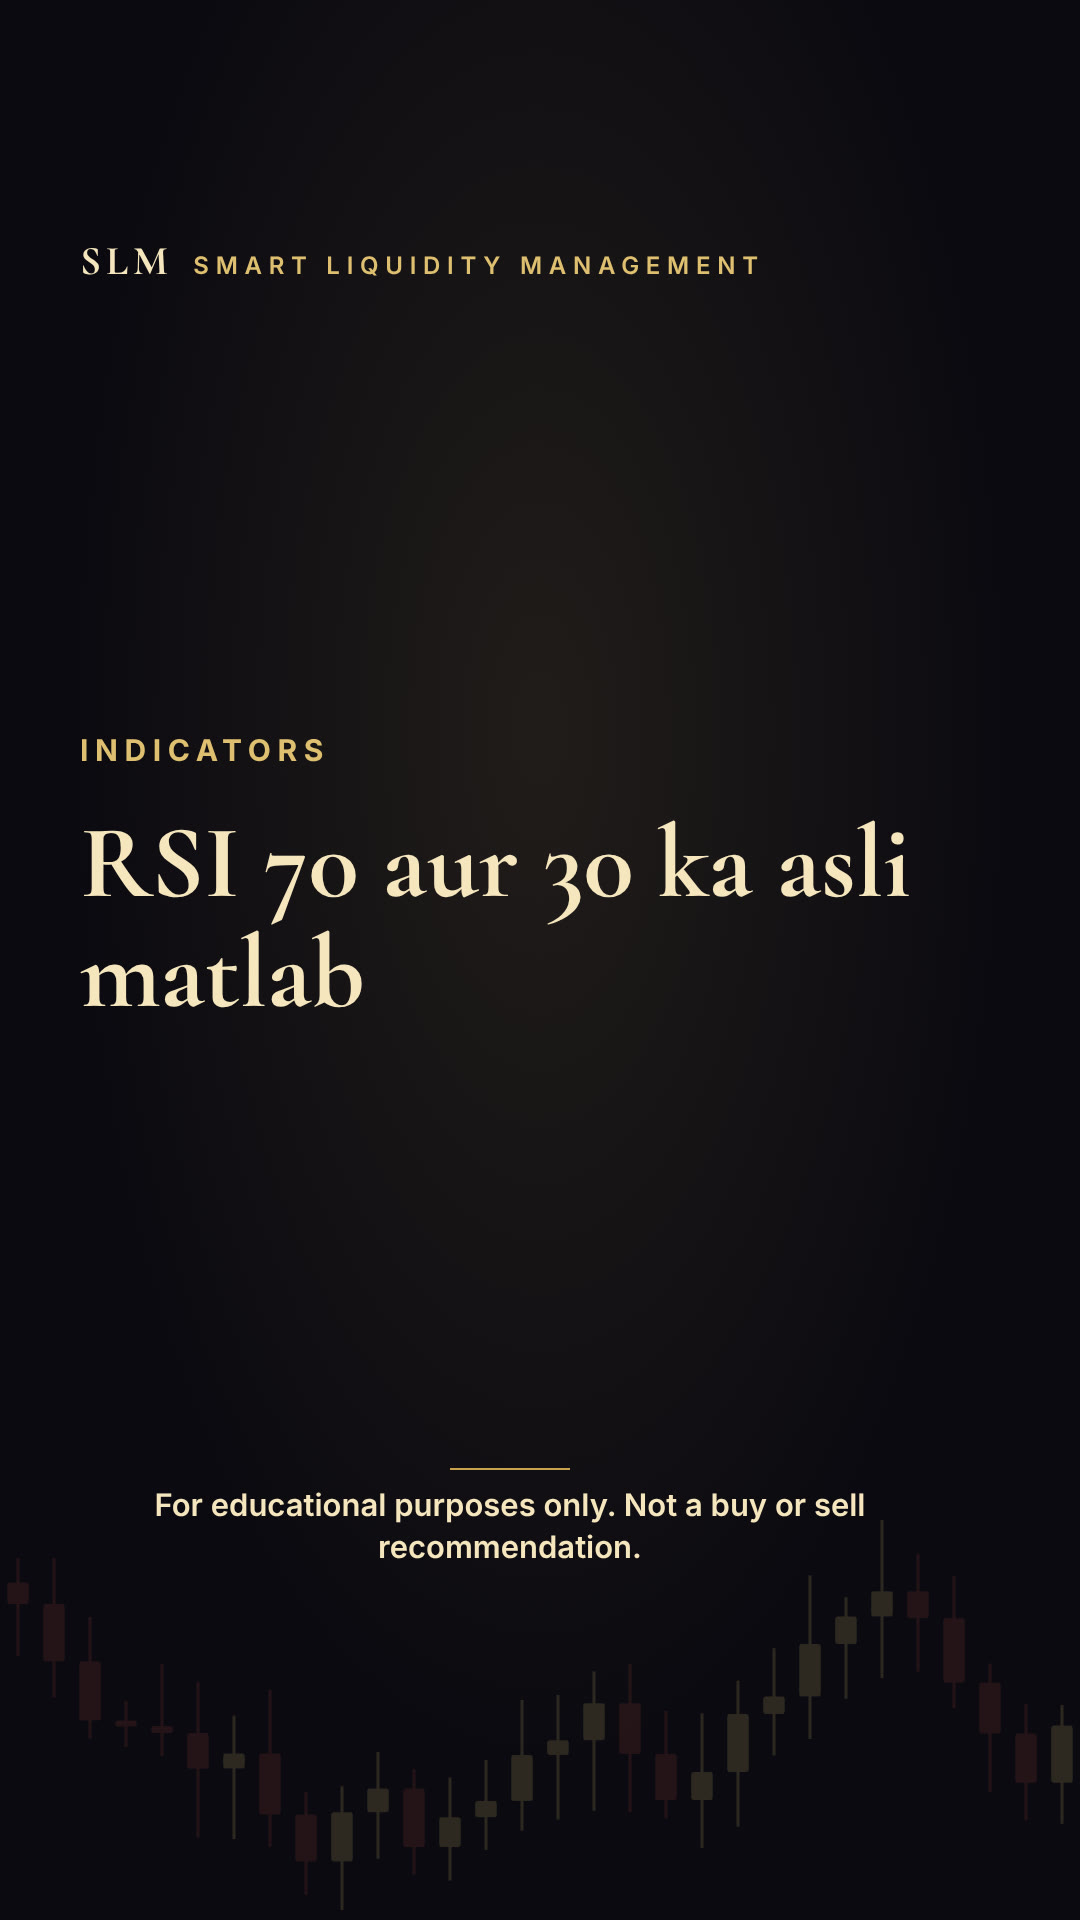 SLM SMART LIQUIDITY MANAGEMENT
INDICATORS
RSI 70 aur 30 ka asli
matlab
For educational purposes only. Not a buy or sell
recommendation.